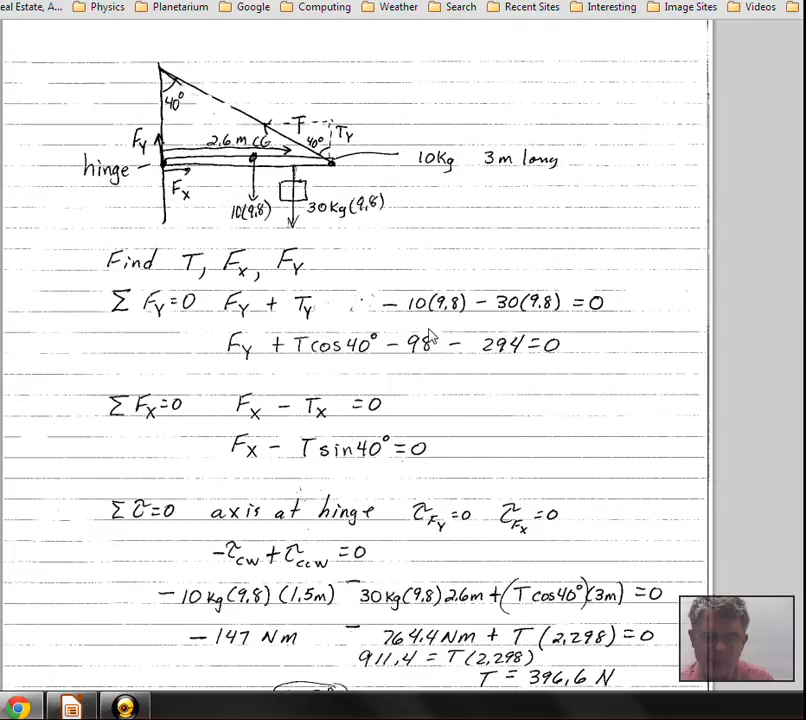 eal Estate, A... Physics Planetarium Google Computing Weather Search Recent Sites Interesting Image Sites Videos
40°
T
Fy 2.6 m CG 40° Ty
hinge 10kg 3m long
Fx
10(9.8) 30kg(9.8)
Find T, Fx, Fy
Σ Fy=0 Fy + Ty - 10(9.8) - 30(9.8) = 0
Fy + Tcos40° - 98 - 294 = 0
Σ Fx=0 Fx - Tx = 0
Fx - T sin40° = 0
Στ=0 axis at hinge τFy=0 τFx=0
-τcw + τccw = 0
- 10kg(9.8)(1.5m) - 30kg(9.8)2.6m + (Tcos40°)(3m) = 0
- 147 Nm - 764.4 Nm + T(2.298) = 0
911.4 = T(2.298)
T = 396.6 N